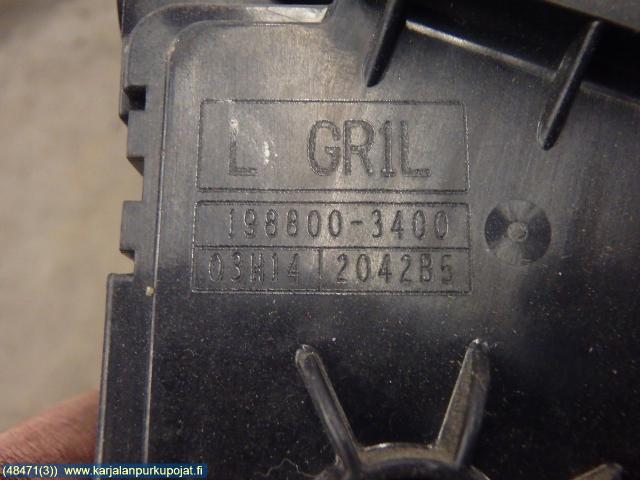 L GR1L
198800-3400
03H14 2042B5
(48471(3)) www.karjalanpurkupojat.fi